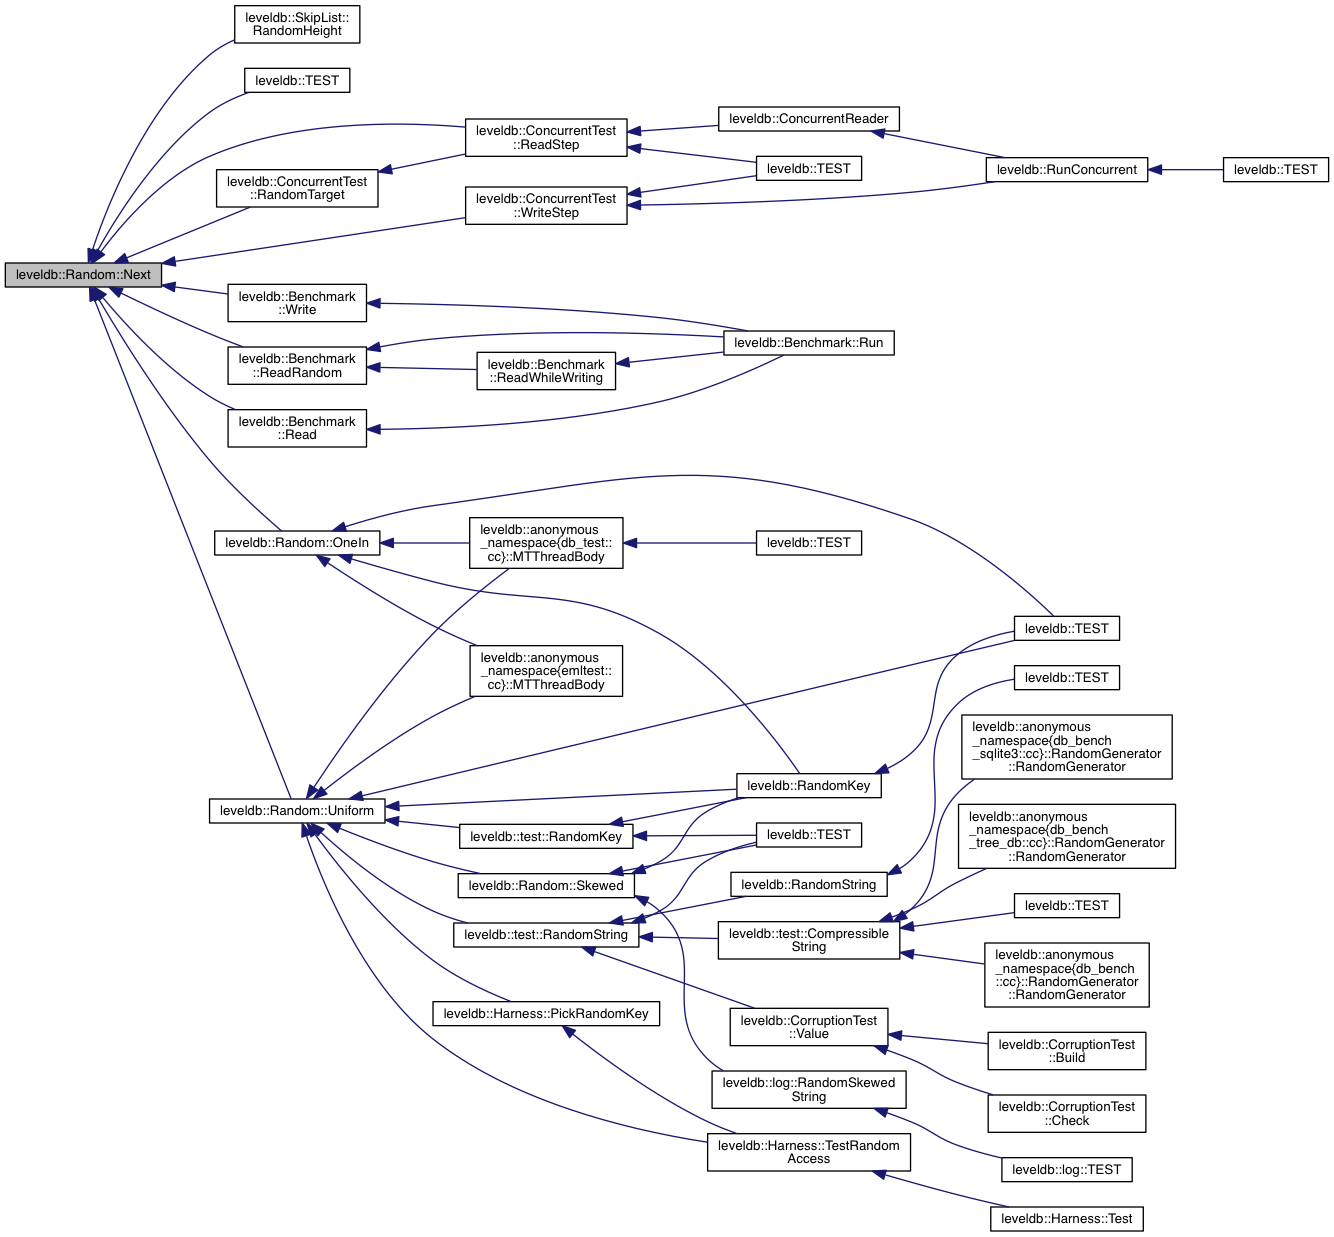 leveldb::SkipList::
RandomHeight
leveldb::TEST
leveldb::ConcurrentTest
::ReadStep
leveldb::ConcurrentReader
leveldb::TEST
leveldb::RunConcurrent
leveldb::TEST
leveldb::ConcurrentTest
::RandomTarget
leveldb::ConcurrentTest
::WriteStep
leveldb::Random::Next
leveldb::Benchmark
::Write
leveldb::Benchmark
::ReadRandom
leveldb::Benchmark
::ReadWhileWriting
leveldb::Benchmark::Run
leveldb::Benchmark
::Read
leveldb::Random::OneIn
leveldb::anonymous
_namespace{db_test::
cc}::MTThreadBody
leveldb::TEST
leveldb::anonymous
_namespace{emltest::
cc}::MTThreadBody
leveldb::TEST
leveldb::TEST
leveldb::anonymous
_namespace{db_bench
_sqlite3::cc}::RandomGenerator
::RandomGenerator
leveldb::RandomKey
leveldb::Random::Uniform
leveldb::test::RandomKey
leveldb::TEST
leveldb::anonymous
_namespace{db_bench
_tree_db::cc}::RandomGenerator
::RandomGenerator
leveldb::Random::Skewed
leveldb::RandomString
leveldb::TEST
leveldb::test::RandomString
leveldb::test::Compressible
String
leveldb::anonymous
_namespace{db_bench
::cc}::RandomGenerator
::RandomGenerator
leveldb::Harness::PickRandomKey
leveldb::CorruptionTest
::Value
leveldb::CorruptionTest
::Build
leveldb::log::RandomSkewed
String
leveldb::CorruptionTest
::Check
leveldb::Harness::TestRandom
Access
leveldb::log::TEST
leveldb::Harness::Test